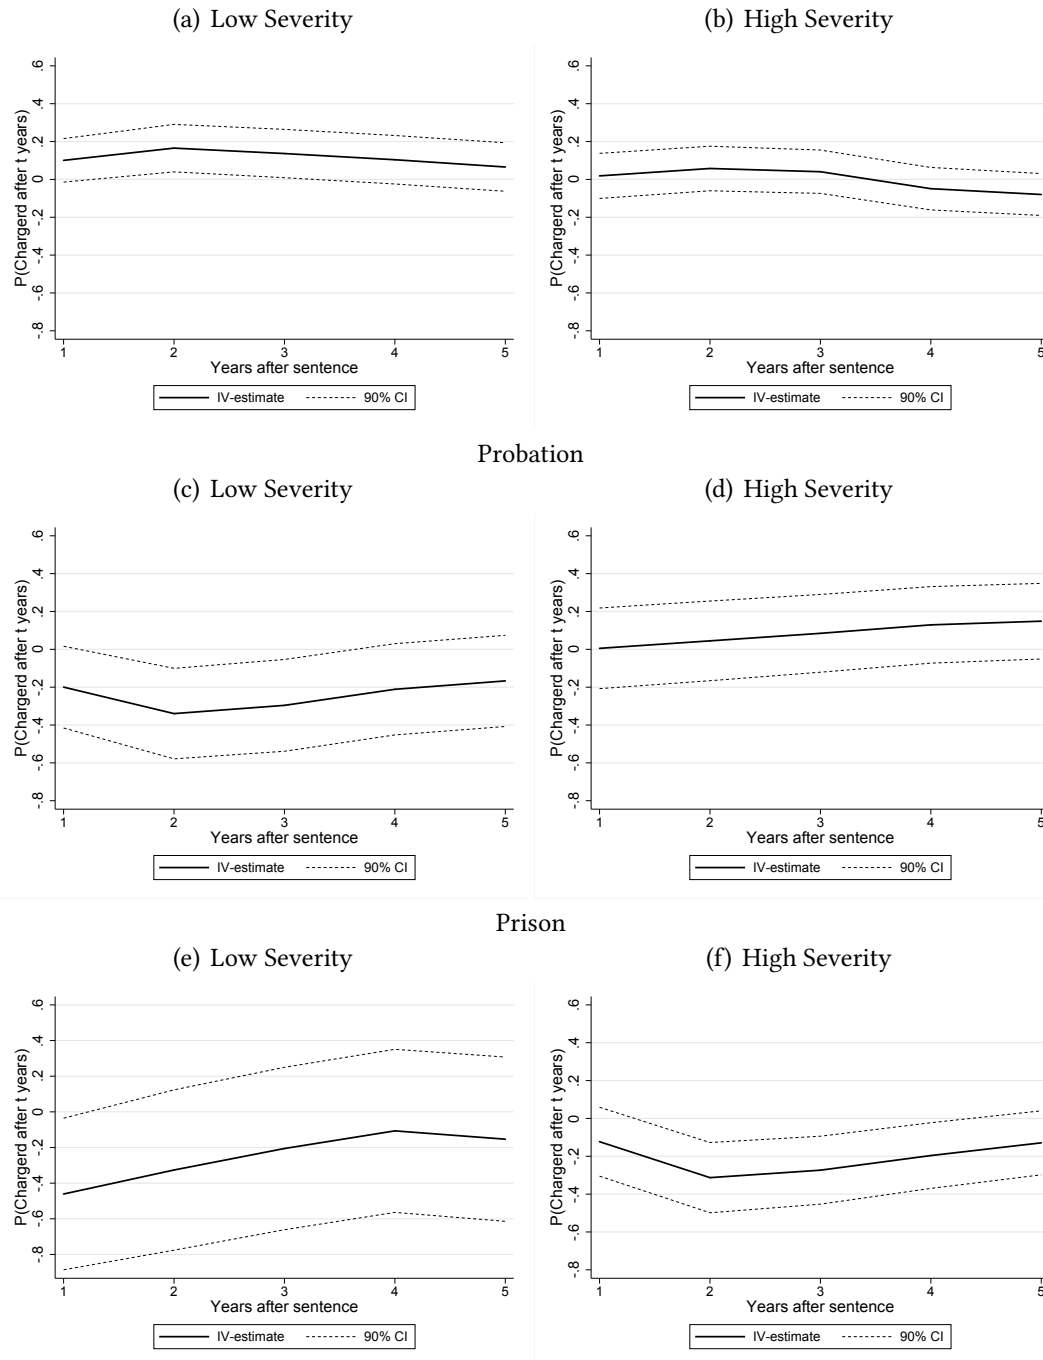 (a) Low Severity
(b) High Severity
P(Chargerd after t years)
.6
.4
.2
0
-.2
-.4
-.6
-.8
1 2 3 4 5
Years after sentence
IV-estimate 90% CI
P(Chargerd after t years)
.6
.4
.2
0
-.2
-.4
-.6
-.8
1 2 3 4 5
Years after sentence
IV-estimate 90% CI
Probation
(c) Low Severity
(d) High Severity
P(Chargerd after t years)
.6
.4
.2
0
-.2
-.4
-.6
-.8
1 2 3 4 5
Years after sentence
IV-estimate 90% CI
P(Chargerd after t years)
.6
.4
.2
0
-.2
-.4
-.6
-.8
1 2 3 4 5
Years after sentence
IV-estimate 90% CI
Prison
(e) Low Severity
(f) High Severity
P(Chargerd after t years)
.6
.4
.2
0
-.2
-.4
-.6
-.8
1 2 3 4 5
Years after sentence
IV-estimate 90% CI
P(Chargerd after t years)
.6
.4
.2
0
-.2
-.4
-.6
-.8
1 2 3 4 5
Years after sentence
IV-estimate 90% CI